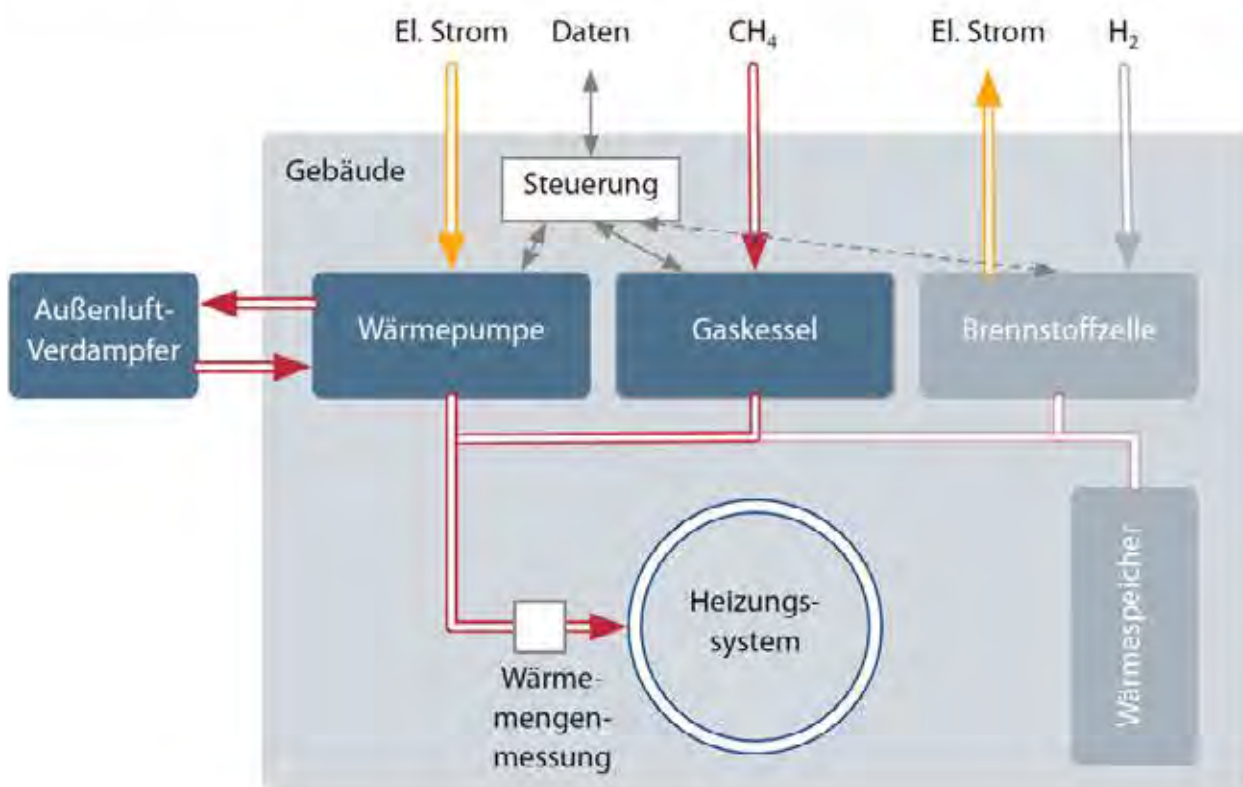 El. Strom
Daten
CH₄
El. Strom
H₂
Gebäude
Steuerung
Außenluft-
Verdampfer
Wärmepumpe
Gaskessel
Brennstoffzelle
Heizungs-
system
Wärme-
mengen-
messung
Wärmespeicher